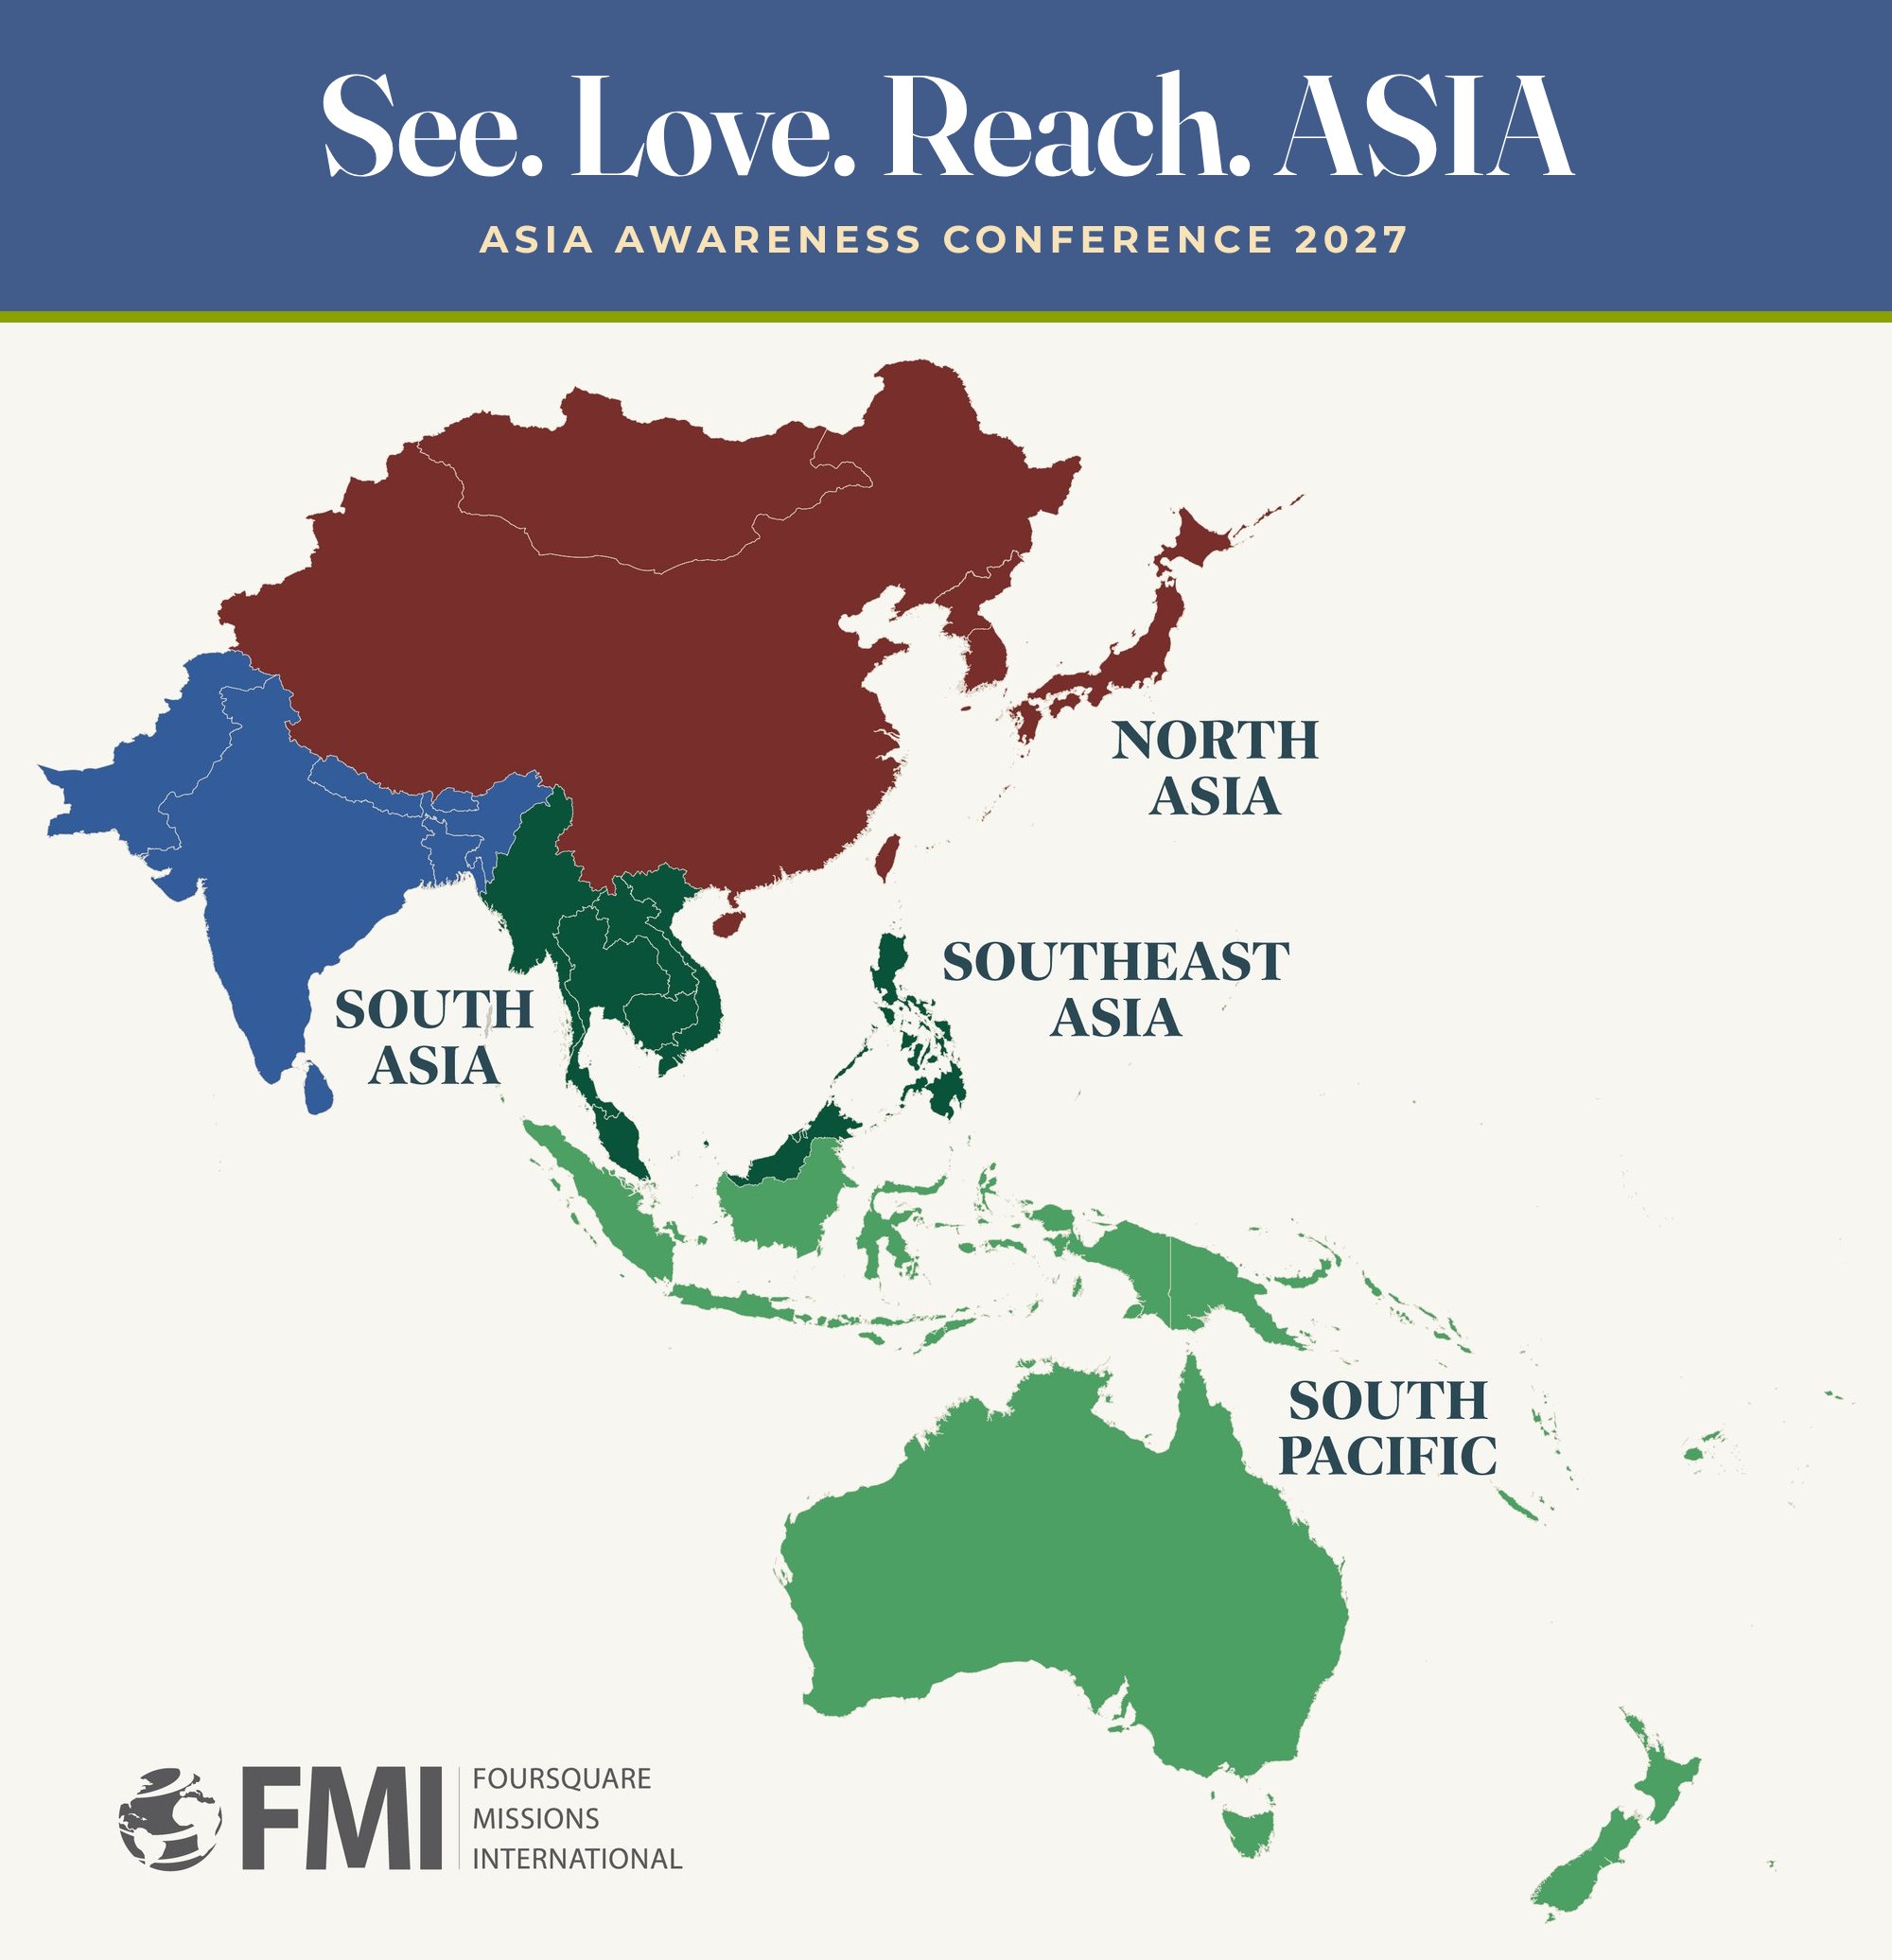 See. Love. Reach. ASIA
ASIA AWARENESS CONFERENCE 2027
NORTH
ASIA
SOUTHEAST
ASIA
SOUTH
ASIA
SOUTH
PACIFIC
FMI
FOURSQUARE
MISSIONS
INTERNATIONAL